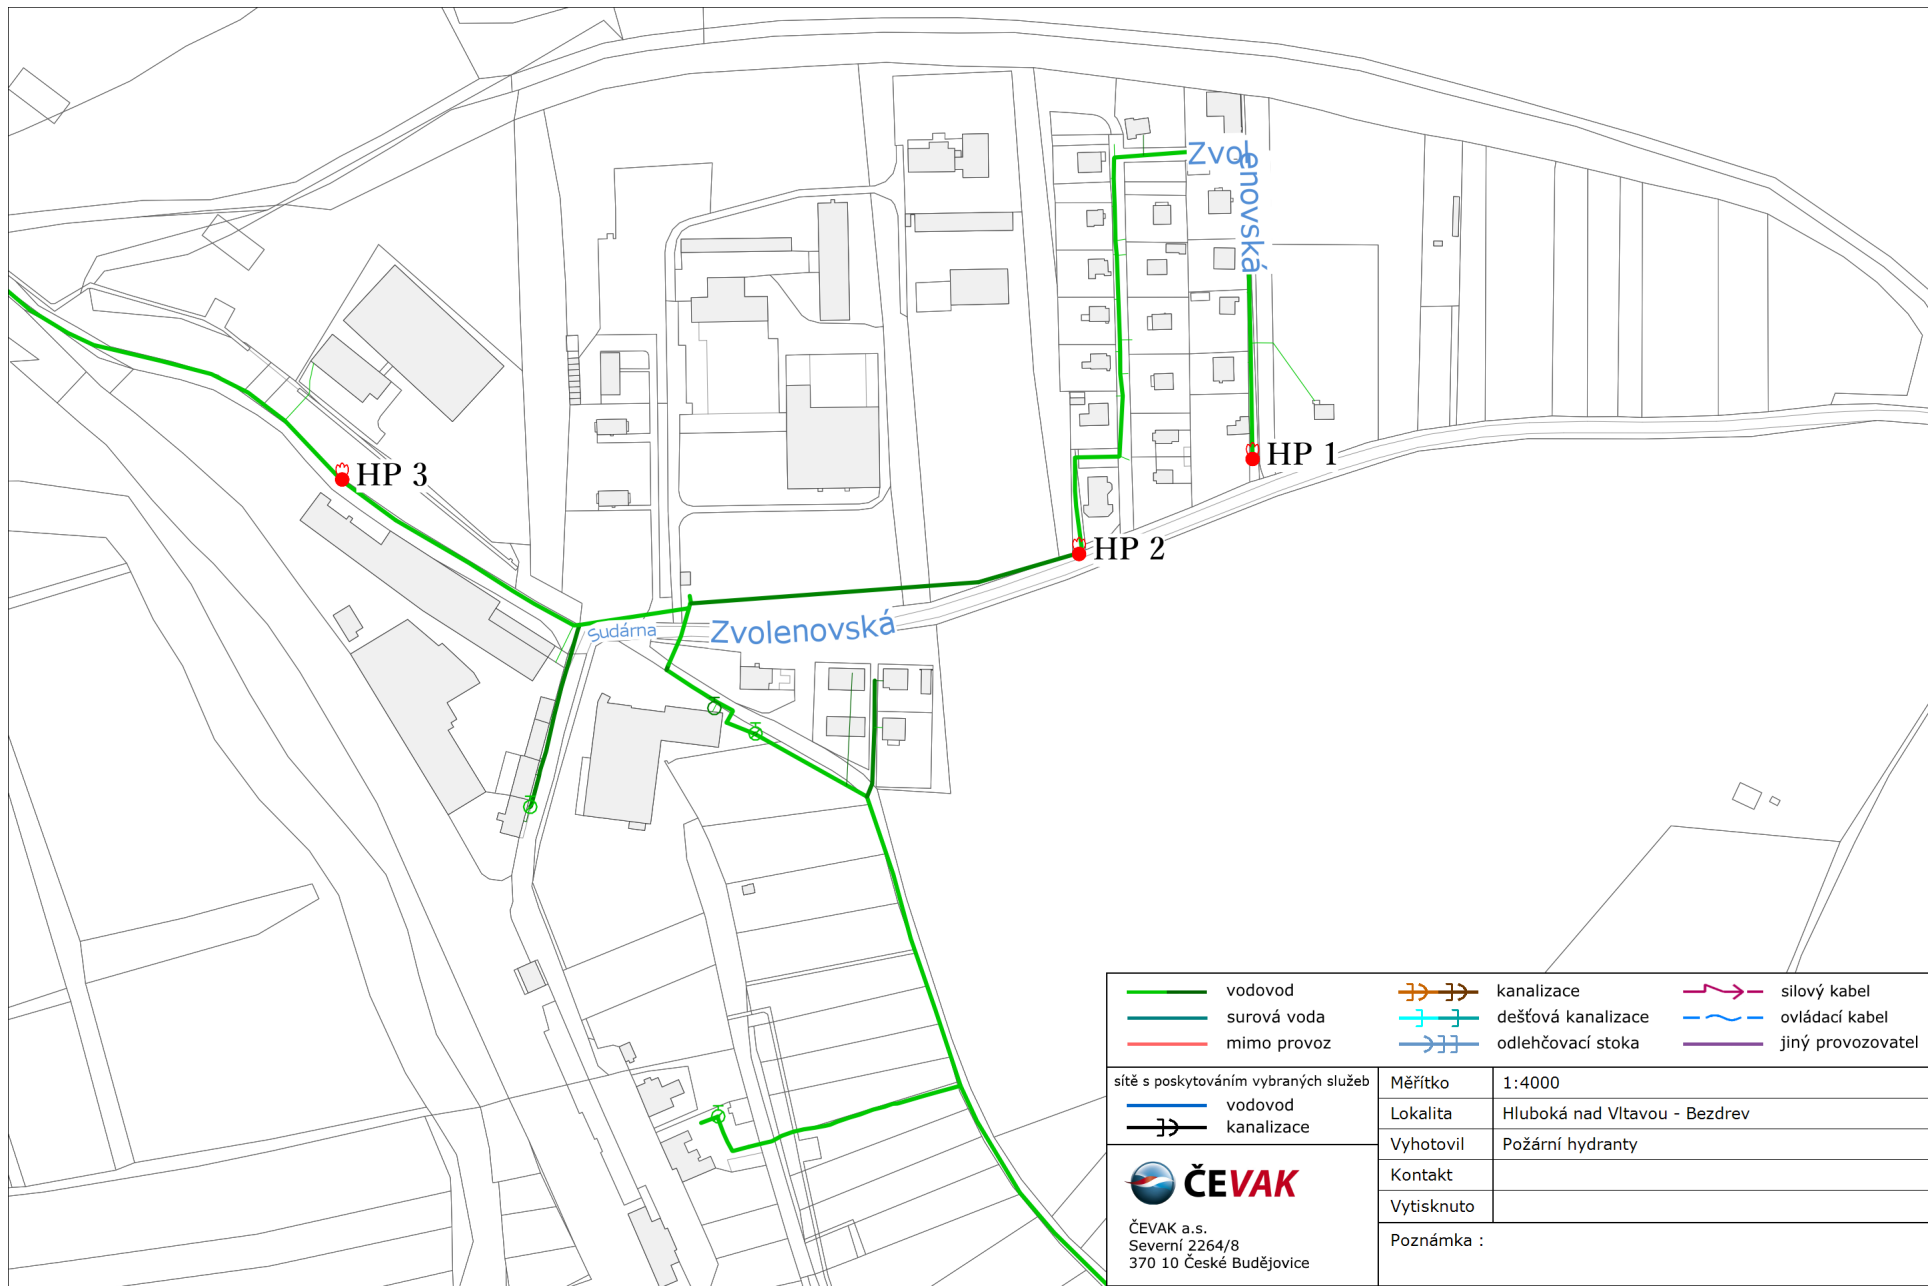 Zvolenovská
HP 1
HP 3
HP 2
Sudárna
Zvolenovská
vodovod
surová voda
mimo provoz
kanalizace
dešťová kanalizace
odlehčovací stoka
silový kabel
ovládací kabel
jiný provozovatel
sítě s poskytováním vybraných služeb
vodovod
kanalizace
Měřítko 1:4000
Lokalita Hluboká nad Vltavou - Bezdrev
Vyhotovil Požární hydranty
Kontakt
Vytisknuto
Poznámka :
ČEVAK
ČEVAK a.s.
Severní 2264/8
370 10 České Budějovice